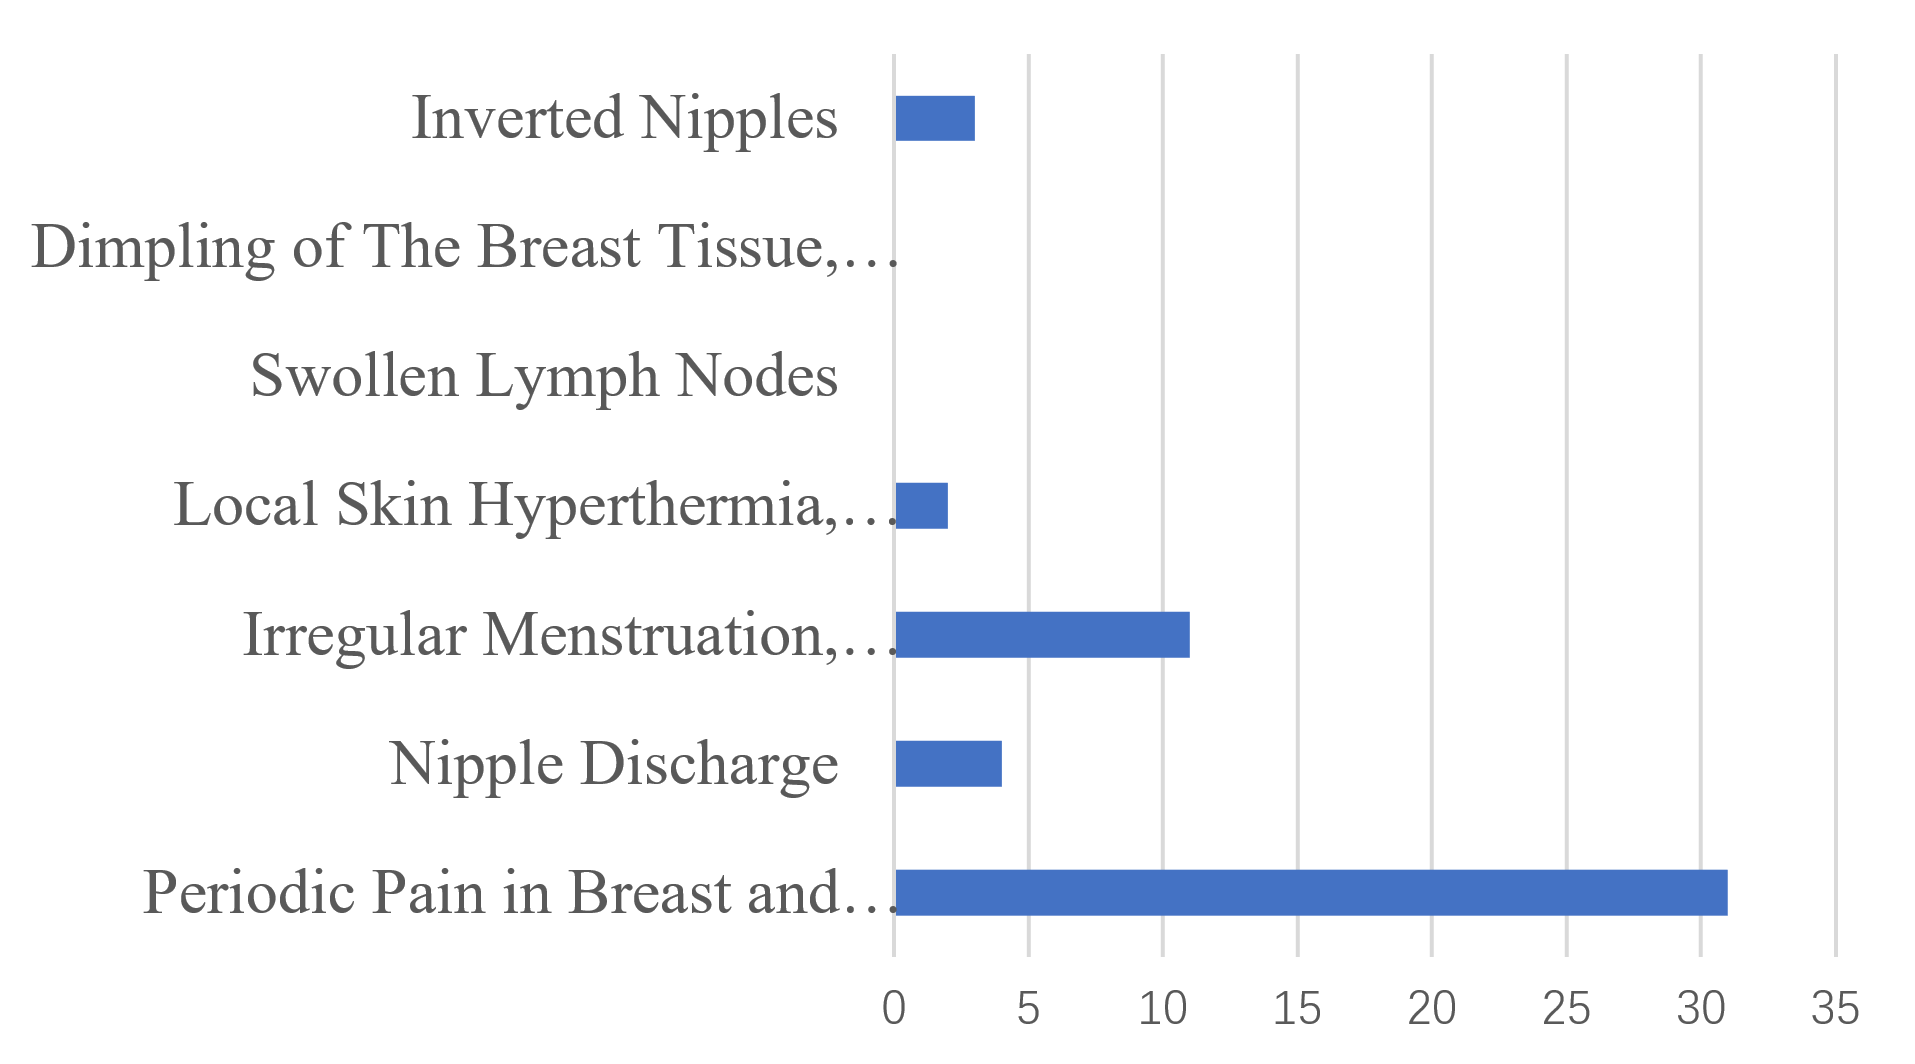 Inverted Nipples
Dimpling of The Breast Tissue,…
Swollen Lymph Nodes
Local Skin Hyperthermia,…
Irregular Menstruation,…
Nipple Discharge
Periodic Pain in Breast and…
0 5 10 15 20 25 30 35